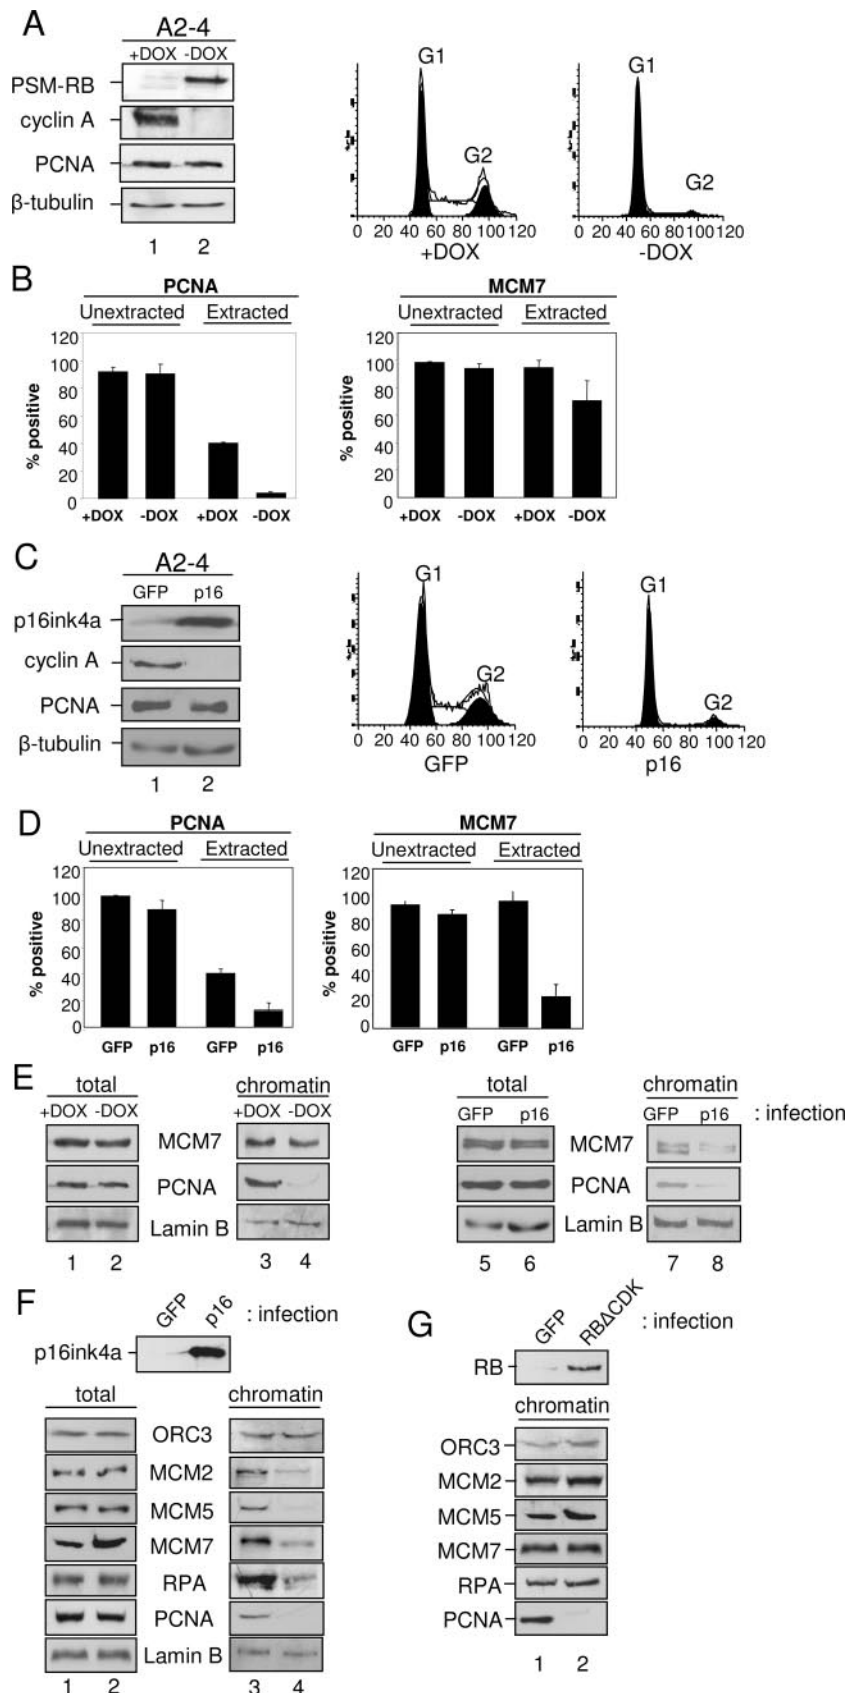 A
A2-4
+DOX -DOX
PSM-RB
cyclin A
PCNA
β-tubulin
1 2
G1
G2
0 20 40 60 80 100 120
+DOX
G1
G2
0 20 40 60 80 100 120
-DOX
B
PCNA
Unextracted Extracted
% positive
120
100
80
60
40
20
0
+DOX -DOX +DOX -DOX
MCM7
Unextracted Extracted
% positive
120
100
80
60
40
20
0
+DOX -DOX +DOX -DOX
C
A2-4
GFP p16
p16ink4a
cyclin A
PCNA
β-tubulin
1 2
G1
G2
0 20 40 60 80 100 120
GFP
G1
G2
0 20 40 60 80 100 120
p16
D
PCNA
Unextracted Extracted
% positive
120
100
80
60
40
20
0
GFP p16 GFP p16
MCM7
Unextracted Extracted
% positive
120
100
80
60
40
20
0
GFP p16 GFP p16
E
total chromatin
+DOX -DOX +DOX -DOX
MCM7
PCNA
Lamin B
1 2 3 4
total chromatin
GFP p16 GFP p16 : infection
MCM7
PCNA
Lamin B
5 6 7 8
F
GFP p16 : infection
p16ink4a
total chromatin
ORC3
MCM2
MCM5
MCM7
RPA
PCNA
Lamin B
1 2 3 4
G
GFP RBΔCDK : infection
RB
chromatin
ORC3
MCM2
MCM5
MCM7
RPA
PCNA
1 2